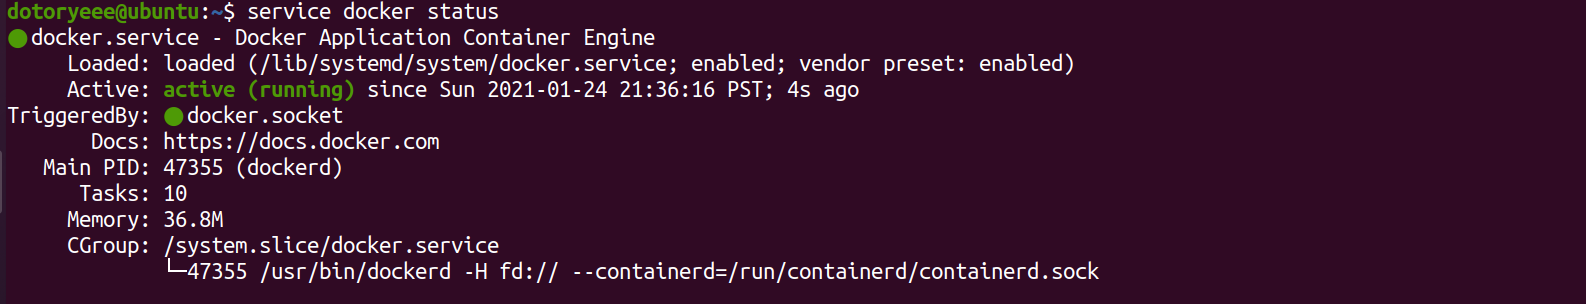 dotoryeee@ubuntu:~$ service docker status
● docker.service - Docker Application Container Engine
     Loaded: loaded (/lib/systemd/system/docker.service; enabled; vendor preset: enabled)
     Active: active (running) since Sun 2021-01-24 21:36:16 PST; 4s ago
TriggeredBy: ● docker.socket
       Docs: https://docs.docker.com
   Main PID: 47355 (dockerd)
      Tasks: 10
     Memory: 36.8M
     CGroup: /system.slice/docker.service
             └─47355 /usr/bin/dockerd -H fd:// --containerd=/run/containerd/containerd.sock